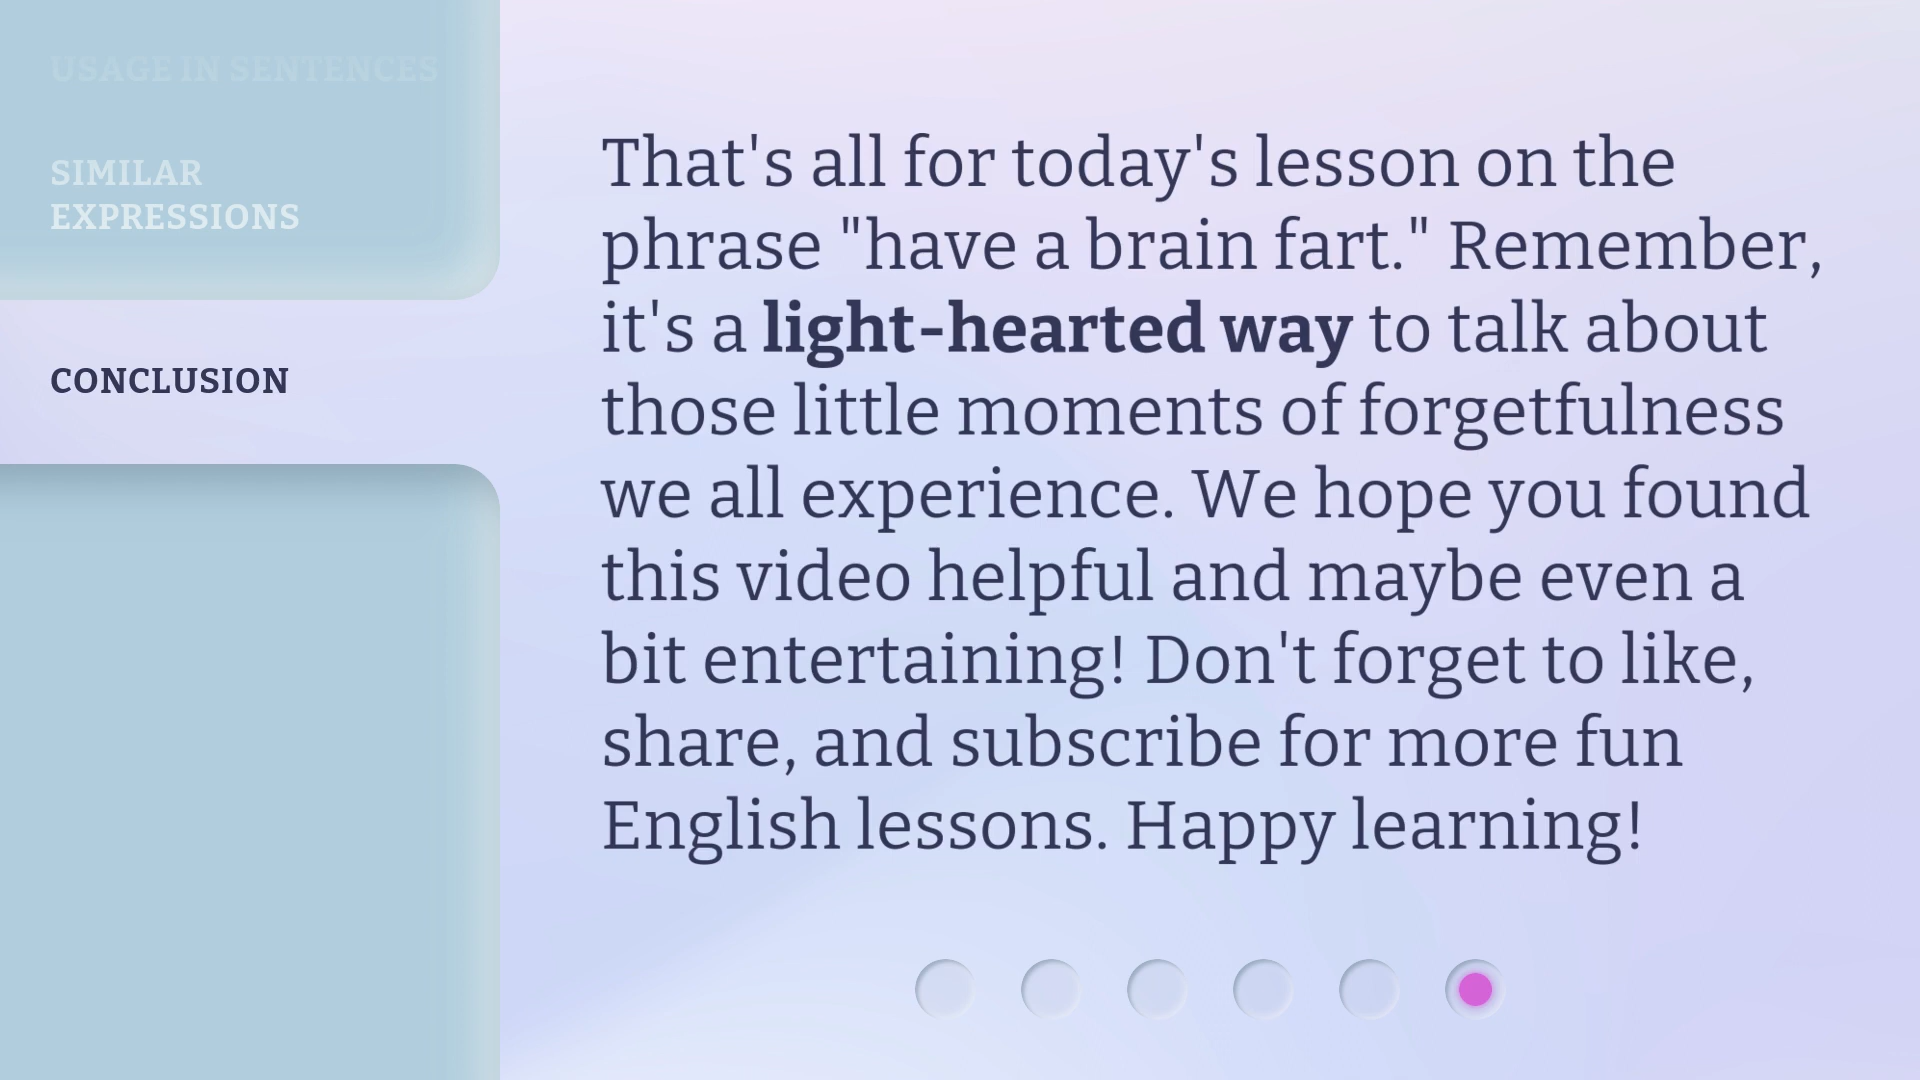 USAGE IN SENTENCES
SIMILAR
EXPRESSIONS
CONCLUSION
That's all for today's lesson on the
phrase "have a brain fart." Remember,
it's a light-hearted way to talk about
those little moments of forgetfulness
we all experience. We hope you found
this video helpful and maybe even a
bit entertaining! Don't forget to like,
share, and subscribe for more fun
English lessons. Happy learning!